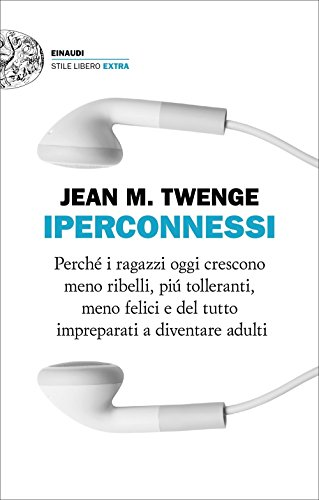 EINAUDI
STILE LIBERO EXTRA
JEAN M. TWENGE
IPERCONNESSI
Perché i ragazzi oggi crescono
meno ribelli, piú tolleranti,
meno felici e del tutto
impreparati a diventare adulti